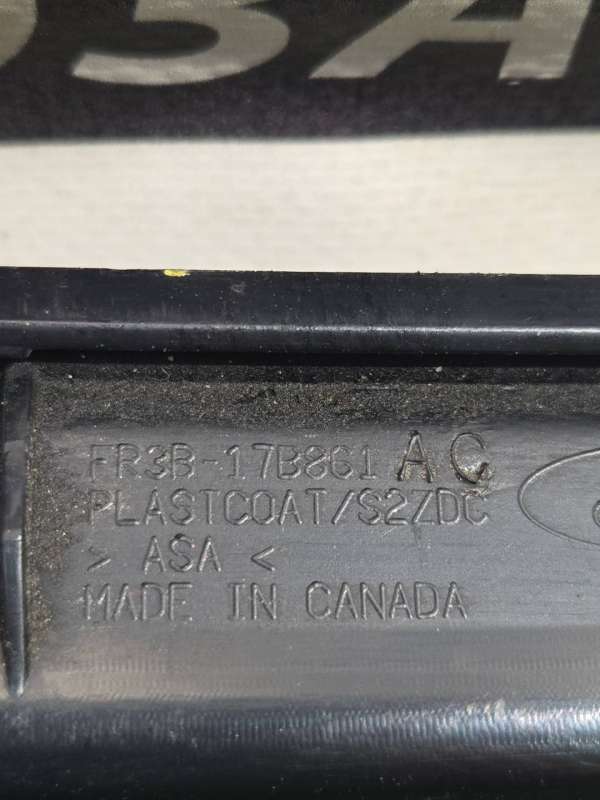 FR3B-17B861 AC
PLASTCOAT/S2ZDC
> ASA <
MADE IN CANADA